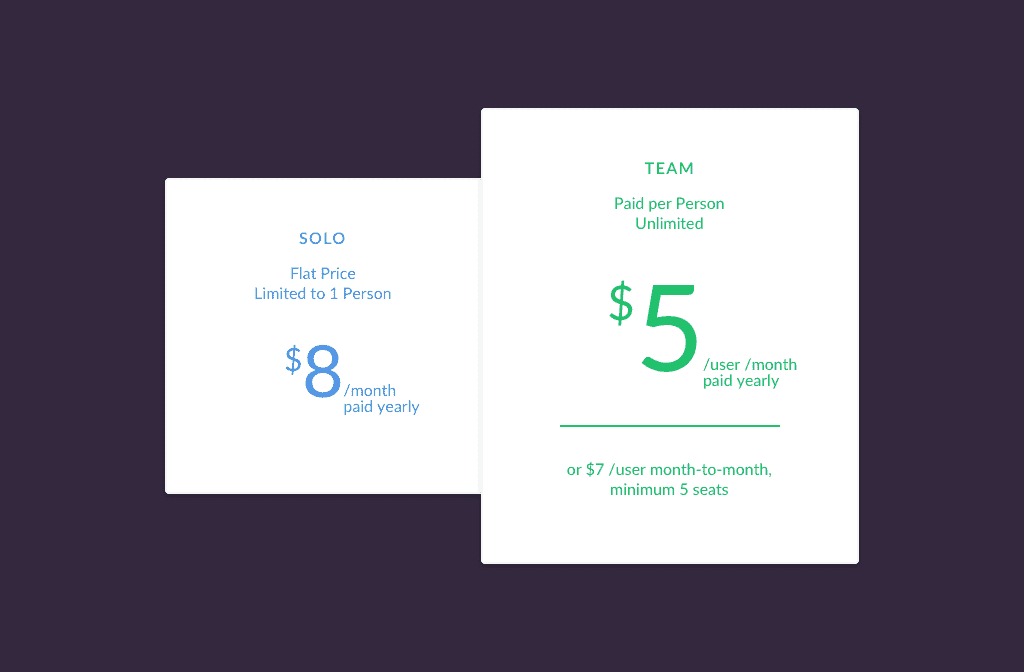 SOLO
Flat Price
Limited to 1 Person
$8 /month
paid yearly
TEAM
Paid per Person
Unlimited
$5 /user /month
paid yearly
or $7 /user month-to-month,
minimum 5 seats